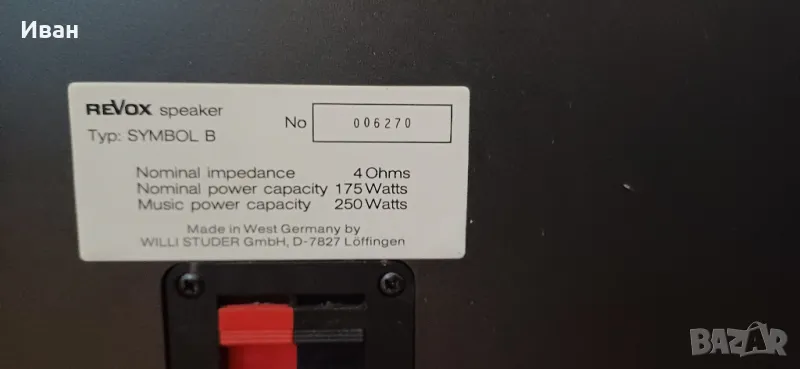 Иван
REVOX speaker
No 006270
Typ: SYMBOL B
Nominal impedance 4 Ohms
Nominal power capacity 175 Watts
Music power capacity 250 Watts
Made in West Germany by
WILLI STUDER GmbH, D-7827 Löffingen
BAZAR